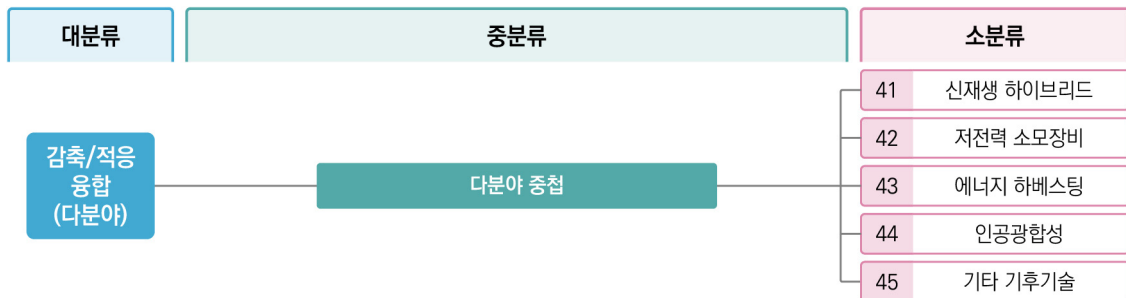 대분류
중분류
소분류
감축/적응
융합
(다분야)
다분야 중첩
41 신재생 하이브리드
42 저전력 소모장비
43 에너지 하베스팅
44 인공광합성
45 기타 기후기술